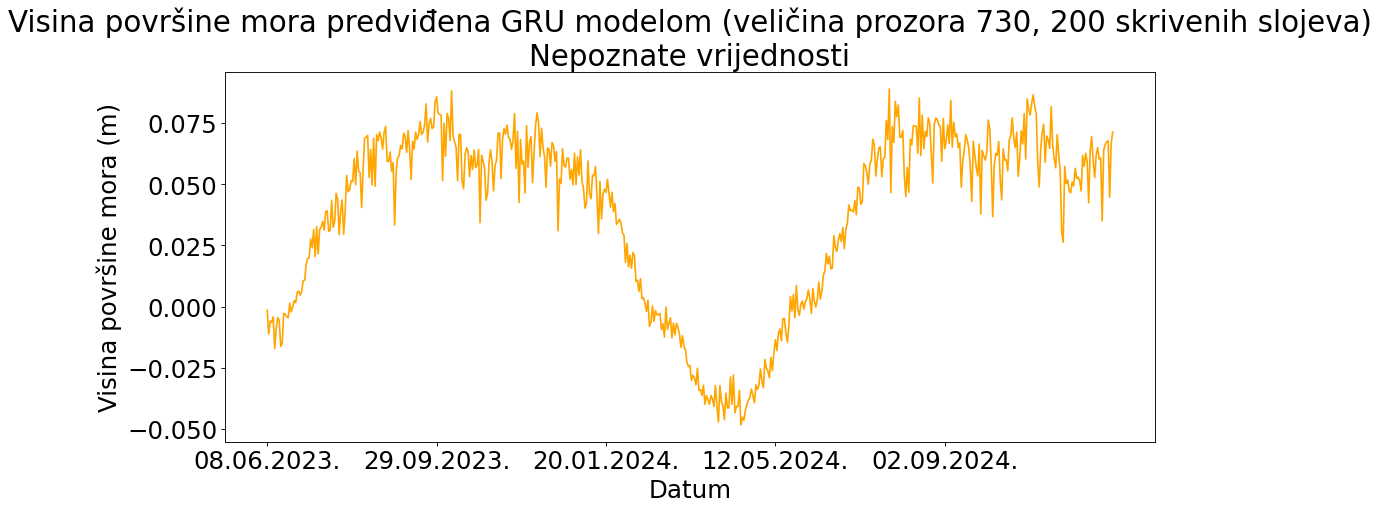 Visina površine mora predviđena GRU modelom (veličina prozora 730, 200 skrivenih slojeva)
Nepoznate vrijednosti
Visina površine mora (m)
0.075
0.050
0.025
0.000
−0.025
−0.050
08.06.2023. 29.09.2023. 20.01.2024. 12.05.2024. 02.09.2024.
Datum